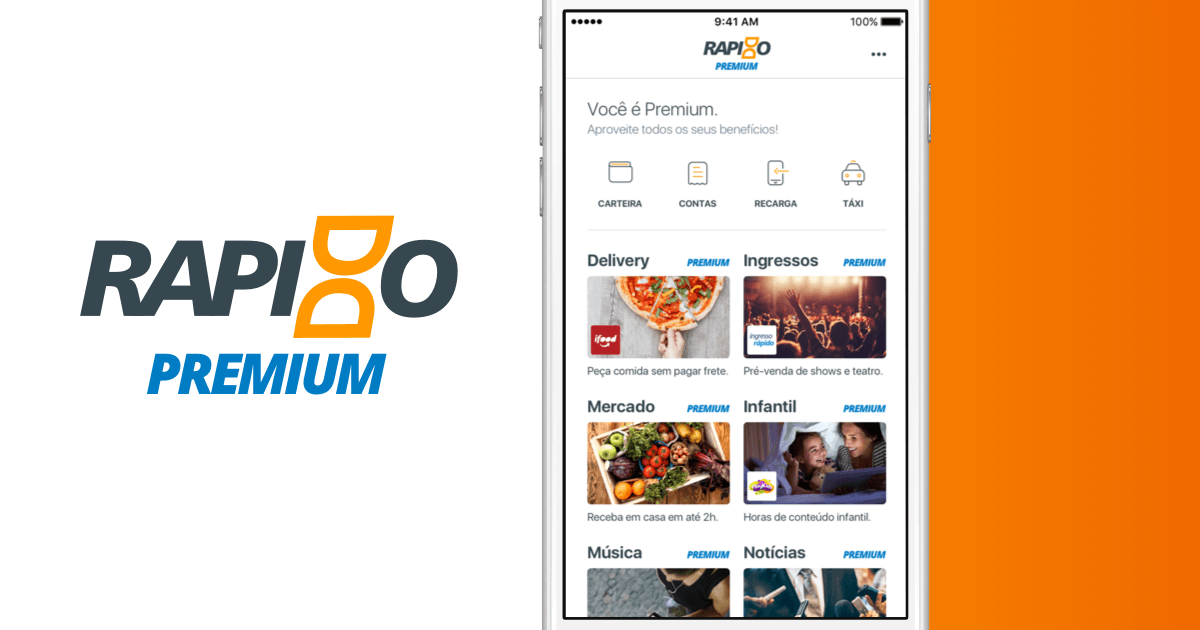 RAPIDDO
PREMIUM
9:41 AM
100%
RAPIDDO
PREMIUM
Você é Premium.
Aproveite todos os seus benefícios!
CARTEIRA
CONTAS
RECARGA
TÁXI
Delivery
PREMIUM
Ingressos
PREMIUM
ifood
ingresso
rápido
Peça comida sem pagar frete.
Pré-venda de shows e teatro.
Mercado
PREMIUM
Infantil
PREMIUM
Receba em casa em até 2h.
Horas de conteúdo infantil.
Música
PREMIUM
Notícias
PREMIUM